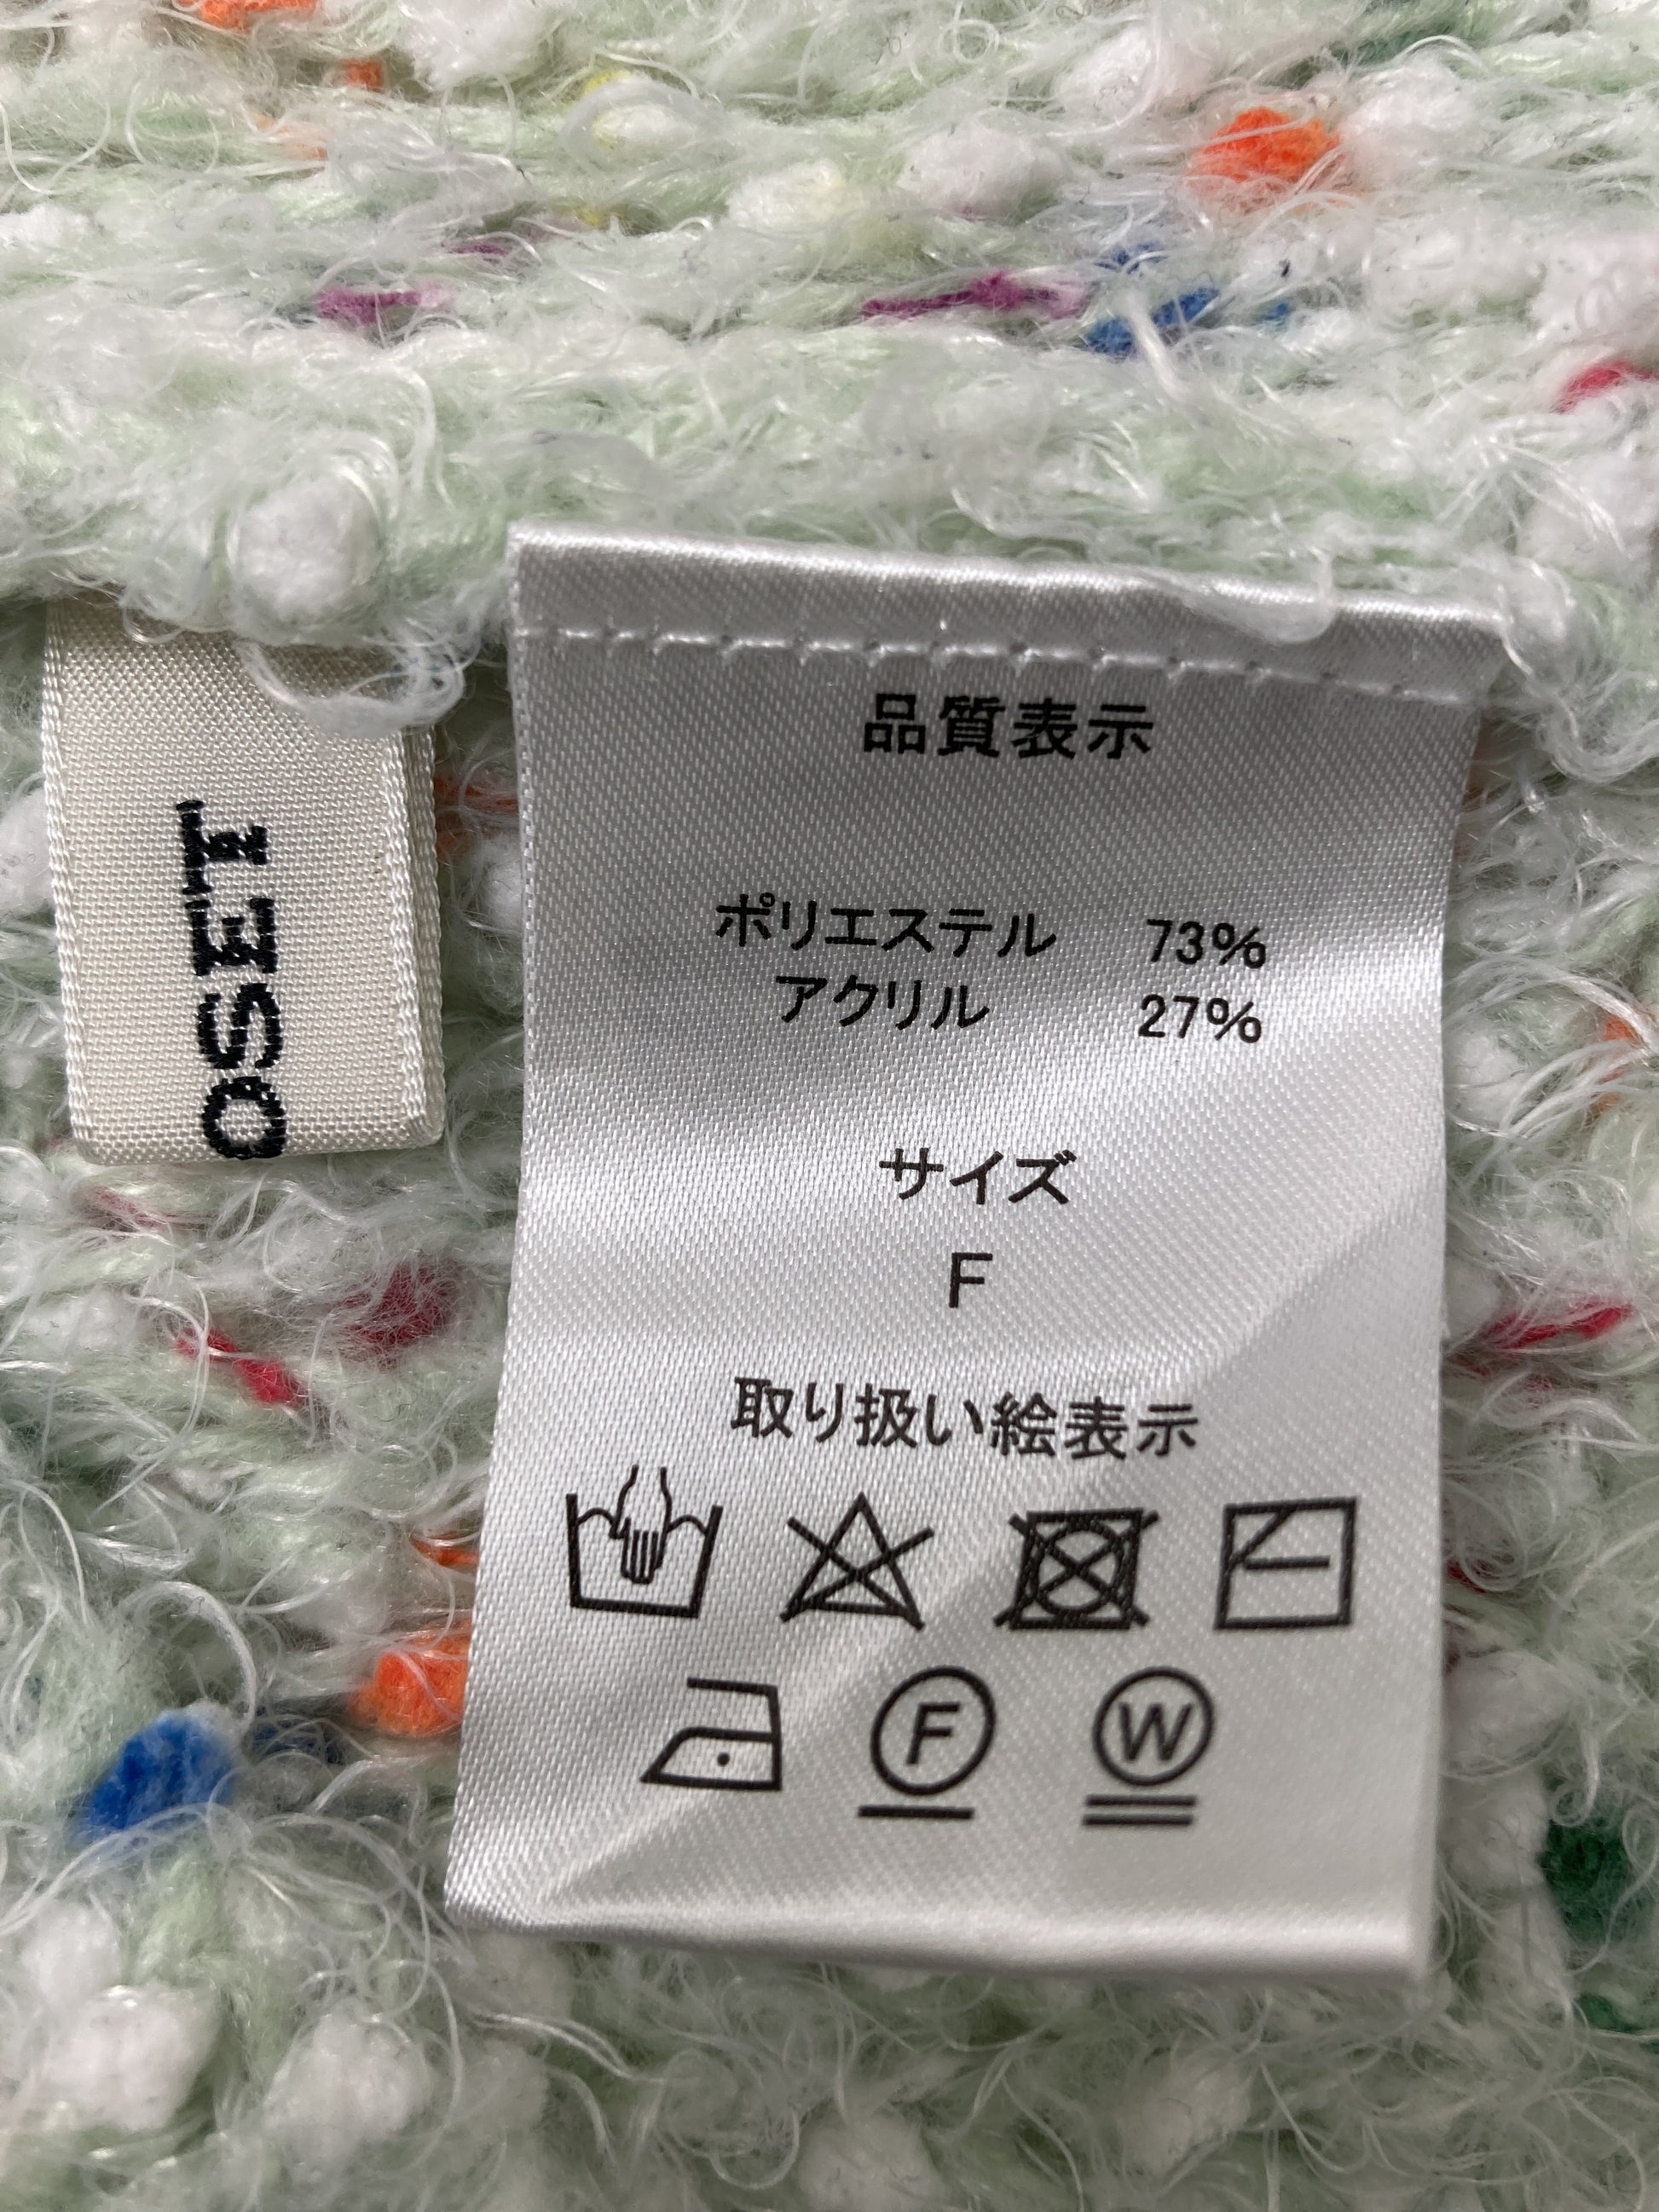 OSET
品質表示
ポリエステル 73%
アクリル 27%
サイズ
F
取り扱い絵表示
F W